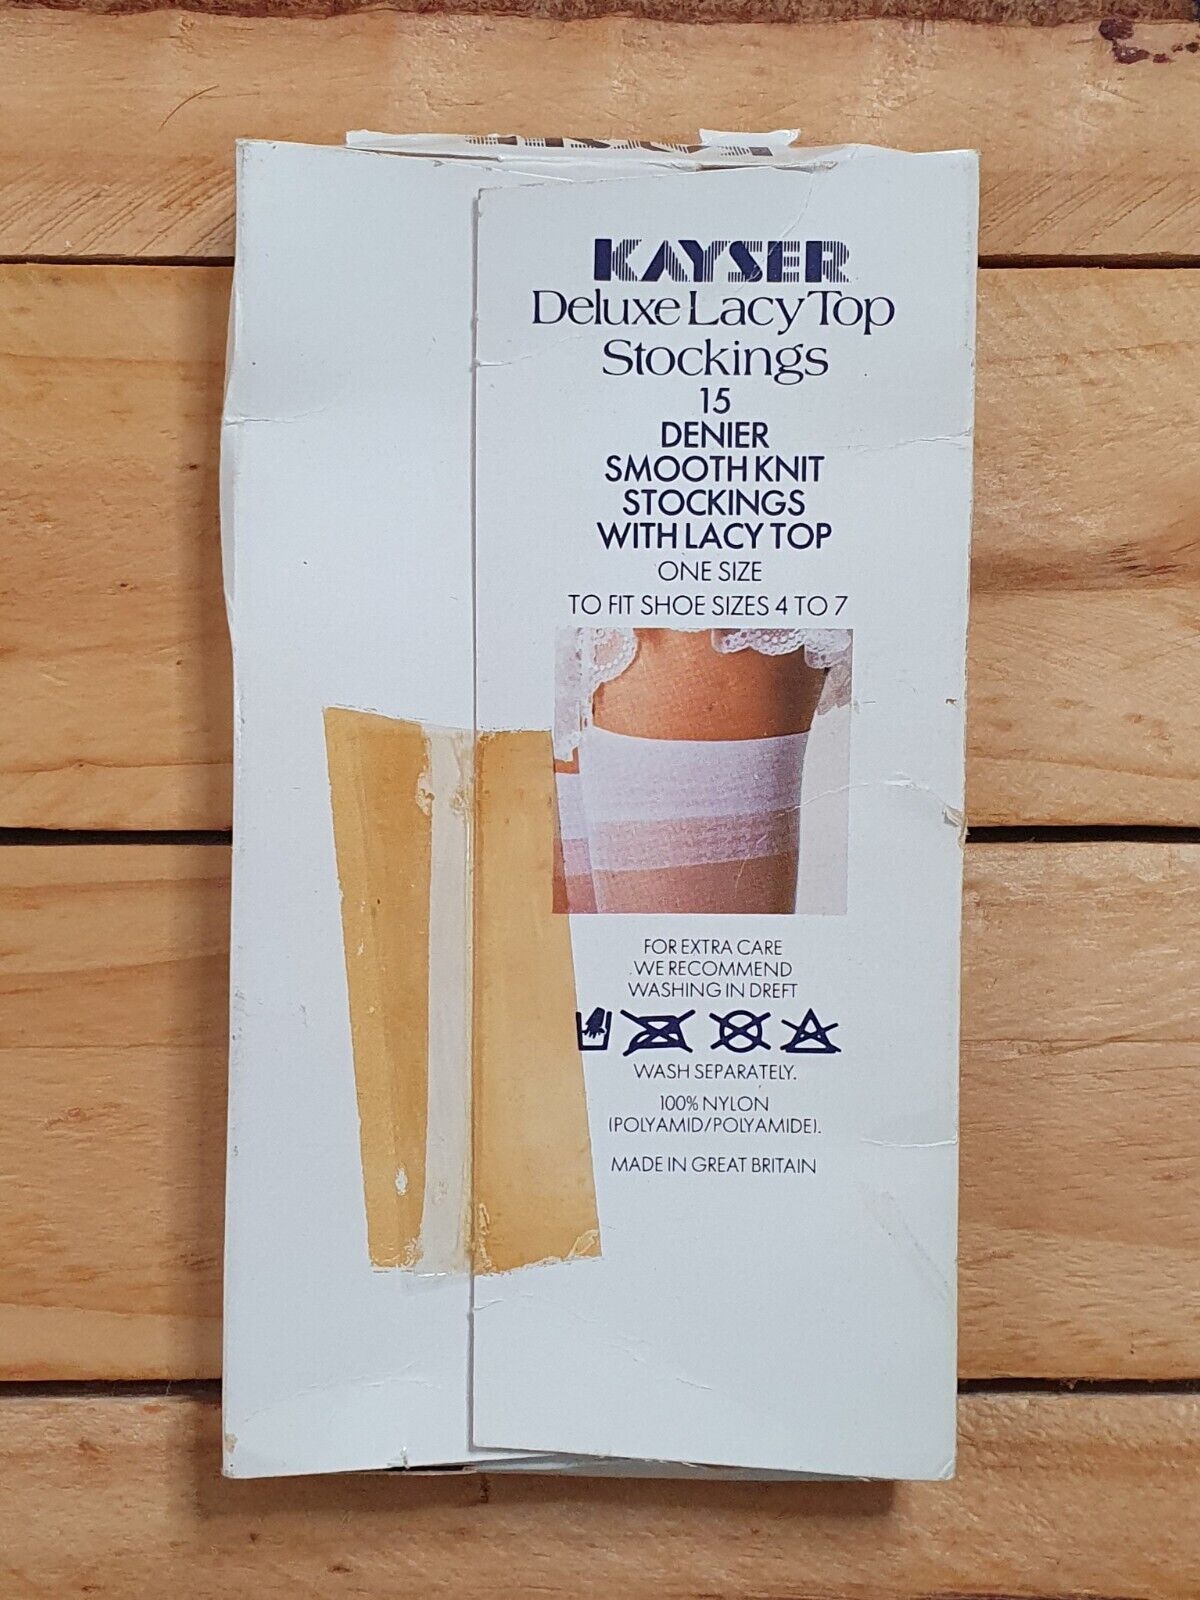 KAYSER
Deluxe Lacy Top
Stockings
15
DENIER
SMOOTH KNIT
STOCKINGS
WITH LACY TOP
ONE SIZE
TO FIT SHOE SIZES 4 TO 7
FOR EXTRA CARE
WE RECOMMEND
WASHING IN DREFT
WASH SEPARATELY.
100% NYLON
(POLYAMID/POLYAMIDE).
MADE IN GREAT BRITAIN